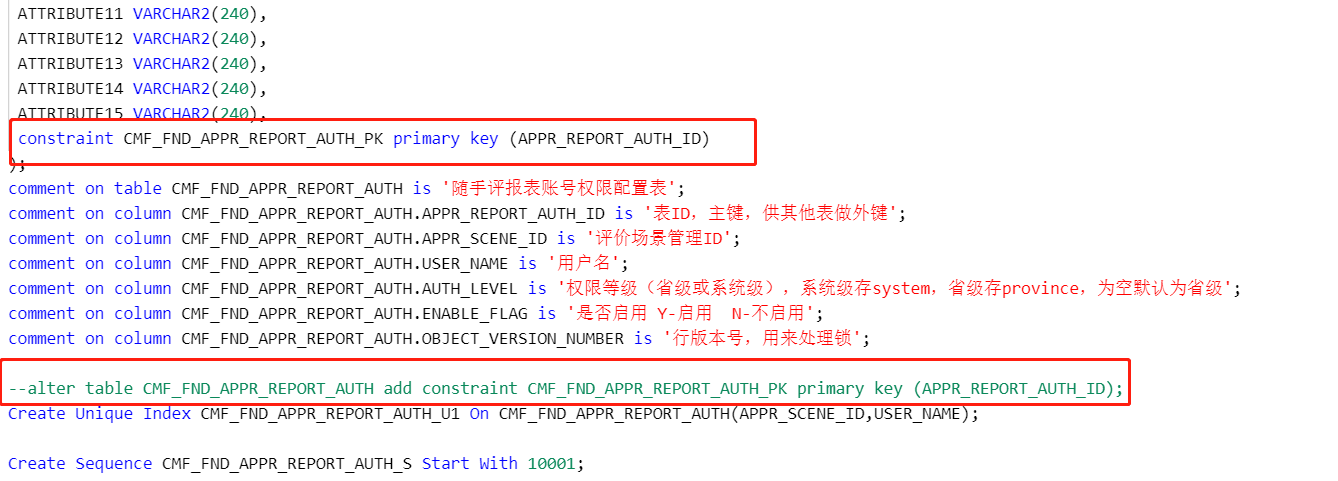 ATTRIBUTE11 VARCHAR2(240),
ATTRIBUTE12 VARCHAR2(240),
ATTRIBUTE13 VARCHAR2(240),
ATTRIBUTE14 VARCHAR2(240),
ATTRIBUTE15 VARCHAR2(240),
constraint CMF_FND_APPR_REPORT_AUTH_PK primary key (APPR_REPORT_AUTH_ID)
);
comment on table CMF_FND_APPR_REPORT_AUTH is '随手评报表账号权限配置表';
comment on column CMF_FND_APPR_REPORT_AUTH.APPR_REPORT_AUTH_ID is '表ID，主键，供其他表做外键';
comment on column CMF_FND_APPR_REPORT_AUTH.APPR_SCENE_ID is '评价场景管理ID';
comment on column CMF_FND_APPR_REPORT_AUTH.USER_NAME is '用户名';
comment on column CMF_FND_APPR_REPORT_AUTH.AUTH_LEVEL is '权限等级（省级或系统级），系统级存system，省级存province，为空默认为省级';
comment on column CMF_FND_APPR_REPORT_AUTH.ENABLE_FLAG is '是否启用 Y-启用  N-不启用';
comment on column CMF_FND_APPR_REPORT_AUTH.OBJECT_VERSION_NUMBER is '行版本号，用来处理锁';
--alter table CMF_FND_APPR_REPORT_AUTH add constraint CMF_FND_APPR_REPORT_AUTH_PK primary key (APPR_REPORT_AUTH_ID);
Create Unique Index CMF_FND_APPR_REPORT_AUTH_U1 On CMF_FND_APPR_REPORT_AUTH(APPR_SCENE_ID,USER_NAME);
Create Sequence CMF_FND_APPR_REPORT_AUTH_S Start With 10001;